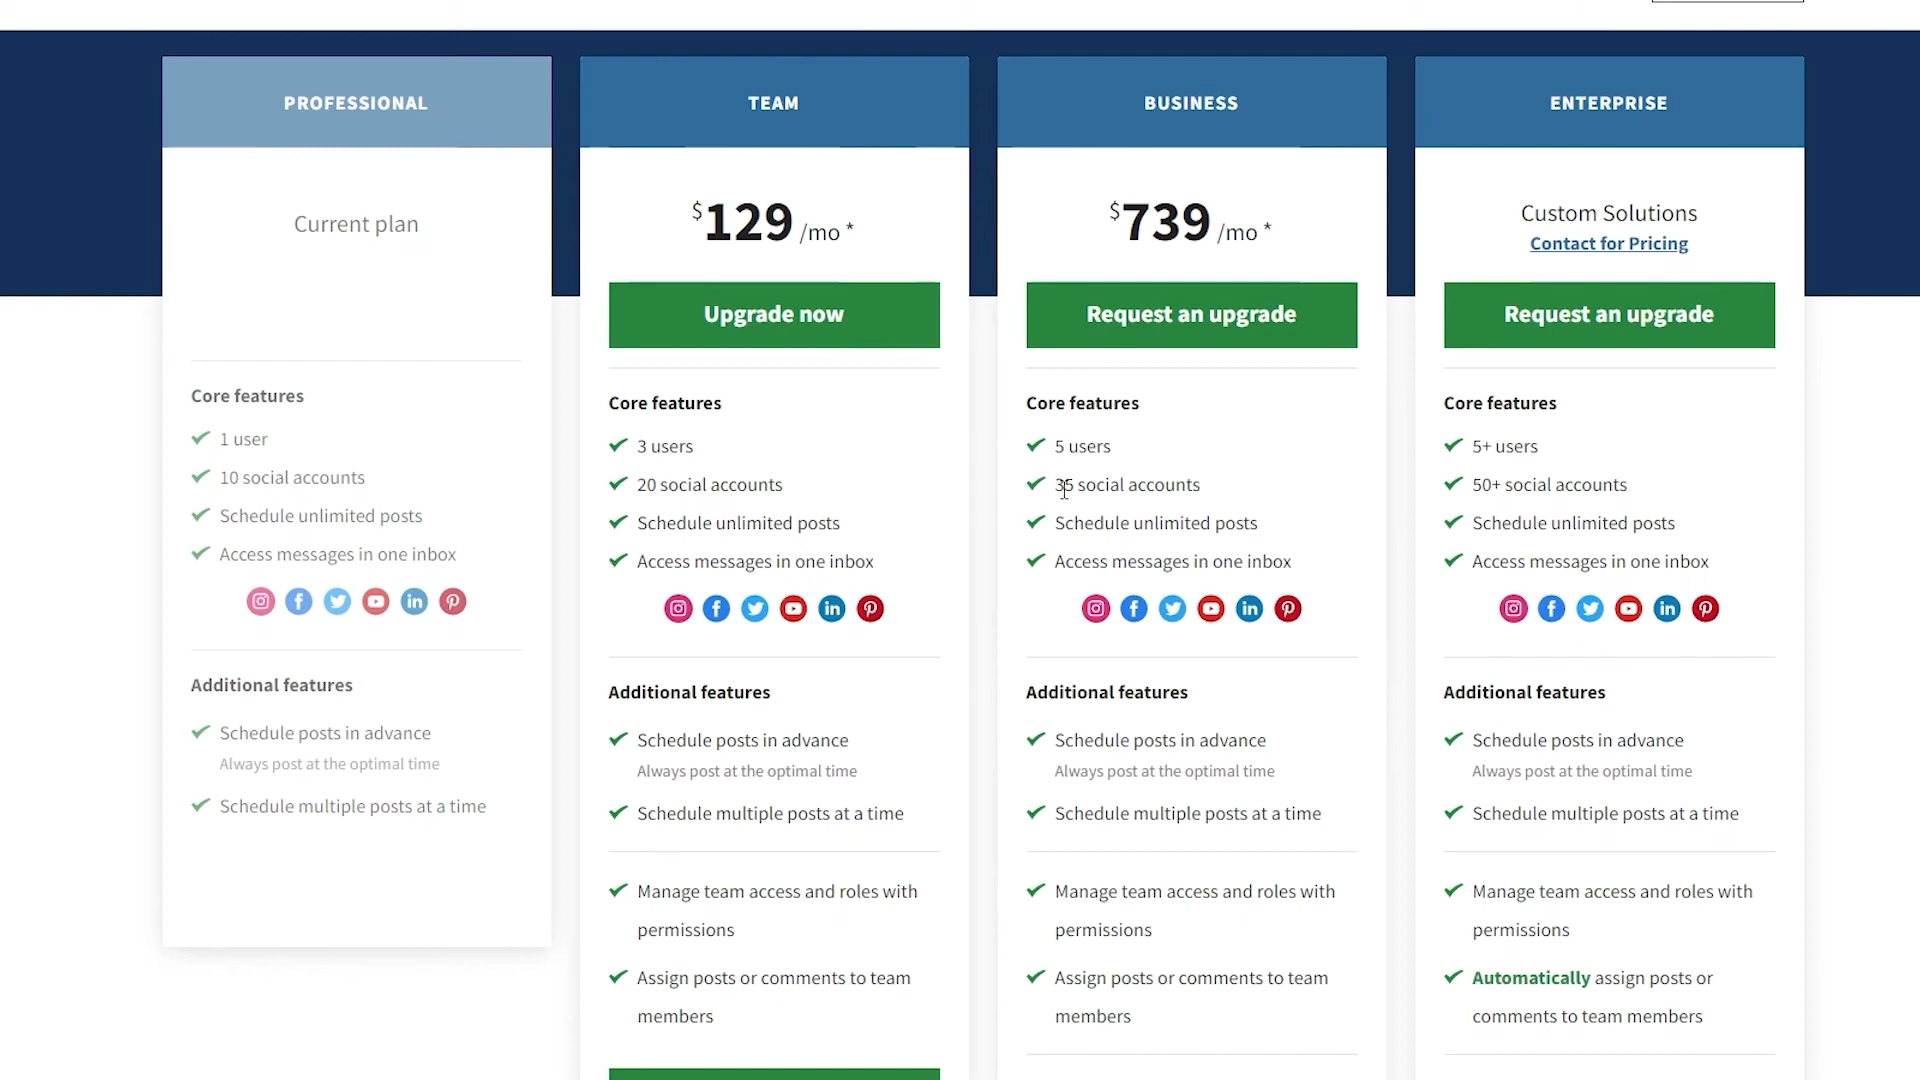 PROFESSIONAL
Current plan
Core features
1 user
10 social accounts
Schedule unlimited posts
Access messages in one inbox
Additional features
Schedule posts in advance
Always post at the optimal time
Schedule multiple posts at a time
TEAM
$129 /mo *
Upgrade now
Core features
3 users
20 social accounts
Schedule unlimited posts
Access messages in one inbox
Additional features
Schedule posts in advance
Always post at the optimal time
Schedule multiple posts at a time
Manage team access and roles with
permissions
Assign posts or comments to team
members
BUSINESS
$739 /mo *
Request an upgrade
Core features
5 users
35 social accounts
Schedule unlimited posts
Access messages in one inbox
Additional features
Schedule posts in advance
Always post at the optimal time
Schedule multiple posts at a time
Manage team access and roles with
permissions
Assign posts or comments to team
members
ENTERPRISE
Custom Solutions
Contact for Pricing
Request an upgrade
Core features
5+ users
50+ social accounts
Schedule unlimited posts
Access messages in one inbox
Additional features
Schedule posts in advance
Always post at the optimal time
Schedule multiple posts at a time
Manage team access and roles with
permissions
Automatically assign posts or
comments to team members